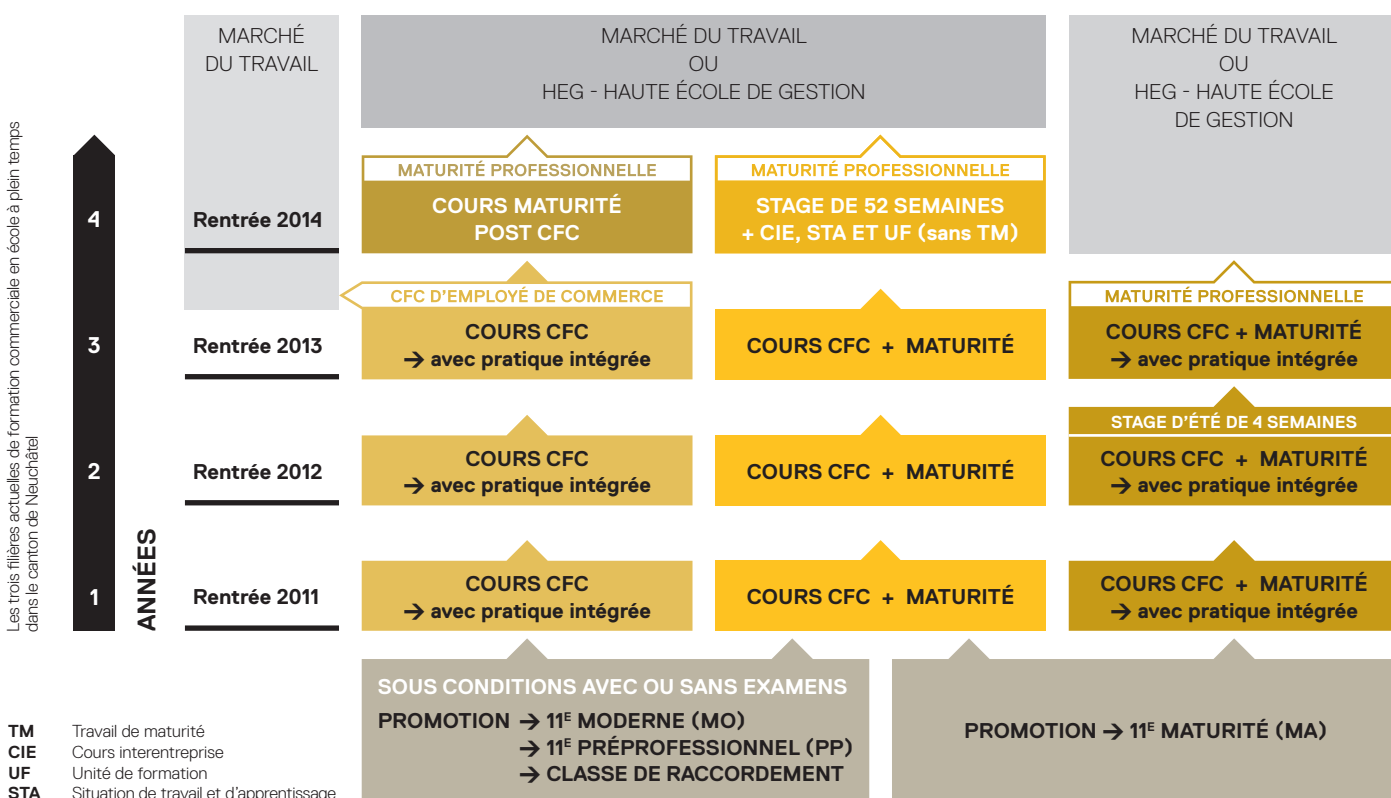 MARCHÉ
DU TRAVAIL
MARCHÉ DU TRAVAIL
OU
HEG - HAUTE ÉCOLE DE GESTION
MARCHÉ DU TRAVAIL
OU
HEG - HAUTE ÉCOLE
DE GESTION
Les trois filières actuelles de formation commerciale en école à plein temps
dans le canton de Neuchâtel
ANNÉES
4
Rentrée 2014
MATURITÉ PROFESSIONNELLE
COURS MATURITÉ
POST CFC
MATURITÉ PROFESSIONNELLE
STAGE DE 52 SEMAINES
+ CIE, STA ET UF (sans TM)
3
Rentrée 2013
CFC D'EMPLOYÉ DE COMMERCE
COURS CFC
→ avec pratique intégrée
COURS CFC + MATURITÉ
MATURITÉ PROFESSIONNELLE
COURS CFC + MATURITÉ
→ avec pratique intégrée
2
Rentrée 2012
COURS CFC
→ avec pratique intégrée
COURS CFC + MATURITÉ
STAGE D'ÉTÉ DE 4 SEMAINES
COURS CFC + MATURITÉ
→ avec pratique intégrée
1
Rentrée 2011
COURS CFC
→ avec pratique intégrée
COURS CFC + MATURITÉ
COURS CFC + MATURITÉ
→ avec pratique intégrée
SOUS CONDITIONS AVEC OU SANS EXAMENS
PROMOTION → 11E MODERNE (MO)
→ 11E PRÉPROFESSIONNEL (PP)
→ CLASSE DE RACCORDEMENT
PROMOTION → 11E MATURITÉ (MA)
TM Travail de maturité
CIE Cours interentreprise
UF Unité de formation
STA Situation de travail et d'apprentissage